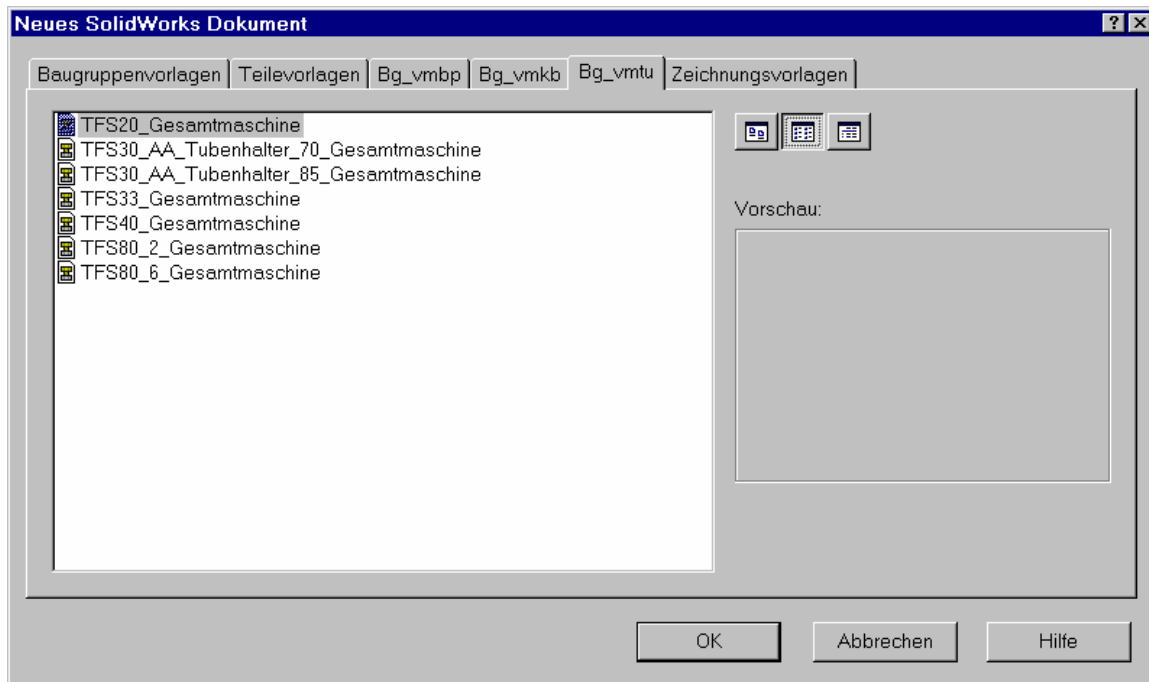 Neues SolidWorks Dokument
Baugruppenvorlagen Teilevorlagen Bg_vmbp Bg_vmkb Bg_vmtu Zeichnungsvorlagen
TFS20_Gesamtmaschine
TFS30_AA_Tubenhalter_70_Gesamtmaschine
TFS30_AA_Tubenhalter_85_Gesamtmaschine
TFS33_Gesamtmaschine
TFS40_Gesamtmaschine
TFS80_2_Gesamtmaschine
TFS80_6_Gesamtmaschine
Vorschau:
OK Abbrechen Hilfe